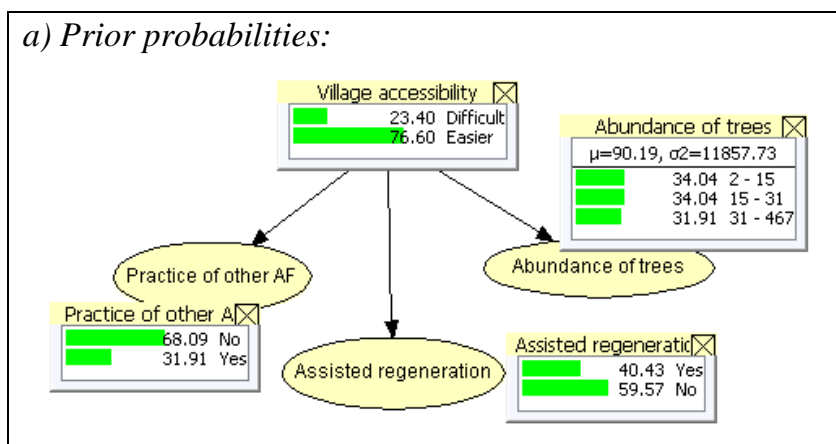 a) Prior probabilities:
Village accessibility
23.40 Difficult
76.60 Easier
Abundance of trees
μ=90.19, σ2=11857.73
34.04 2 - 15
34.04 15 - 31
31.91 31 - 467
Practice of other AF
Abundance of trees
Practice of other A
68.09 No
31.91 Yes
Assisted regeneration
Assisted regeneratic
40.43 Yes
59.57 No